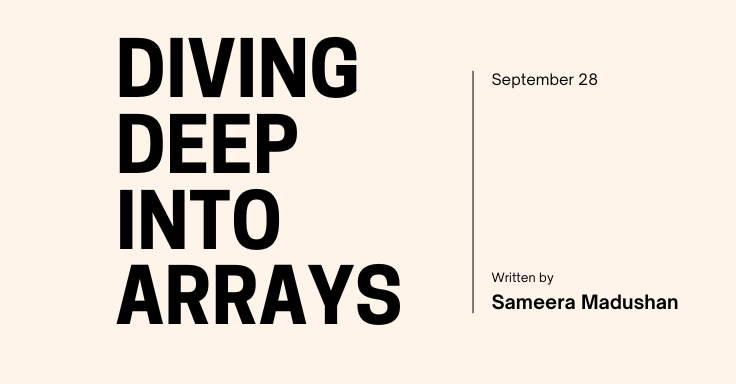 DIVING
DEEP
INTO
ARRAYS
September 28
Written by
Sameera Madushan